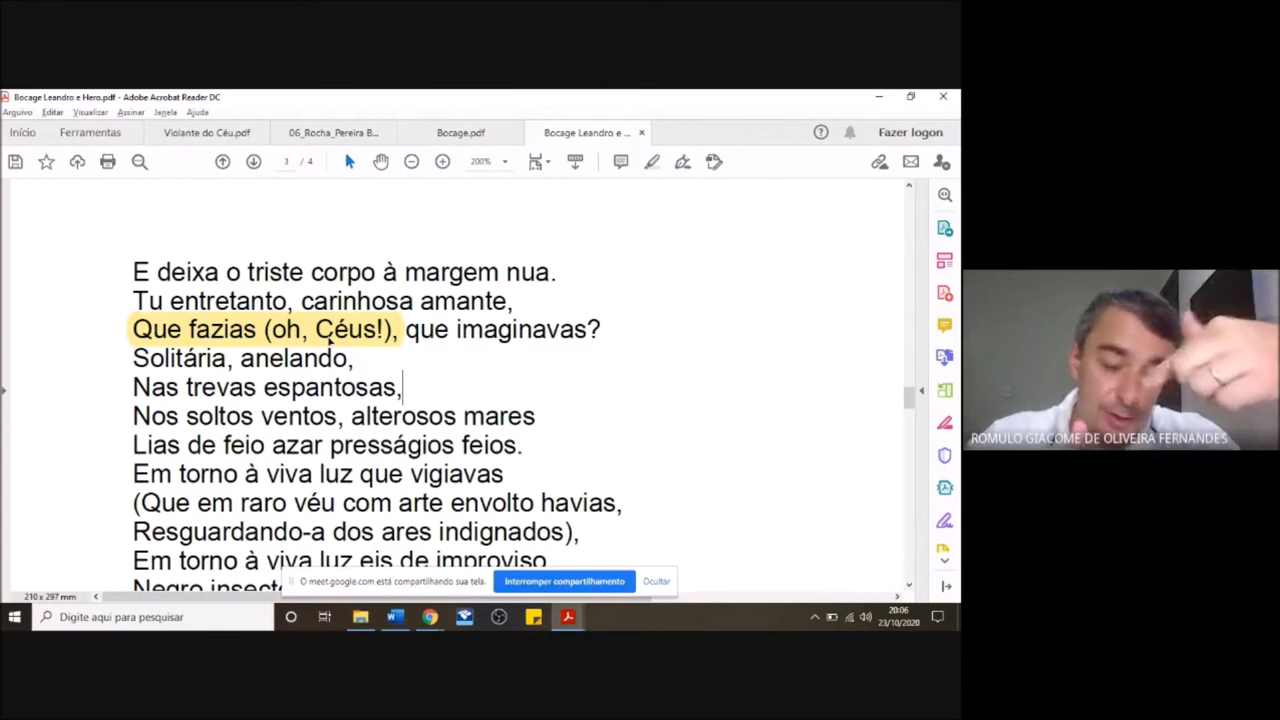 Bocage Leandro e Hero.pdf - Adobe Acrobat Reader DC
Arquivo Editar Visualizar Assinar Janela Ajuda
Início Ferramentas Violante do Céu.pdf 06_Rocha_Pereira B... Bocage.pdf Bocage Leandro e ... Fazer logon
3 / 4 200%
E deixa o triste corpo à margem nua.
Tu entretanto, carinhosa amante,
Que fazias (oh, Céus!), que imaginavas?
Solitária, anelando,
Nas trevas espantosas,
Nos soltos ventos, alterosos mares
Lias de feio azar presságios feios.
Em torno à viva luz que vigiavas
(Que em raro véu com arte envolto havias,
Resguardando-a dos ares indignados),
Em torno à viva luz eis de improviso
Negro
O meet.google.com está compartilhando sua tela. Interromper compartilhamento Ocultar
210 x 297 mm
Digite aqui para pesquisar
20:06
23/10/2020
ROMULO GIACOME DE OLIVEIRA FERNANDES